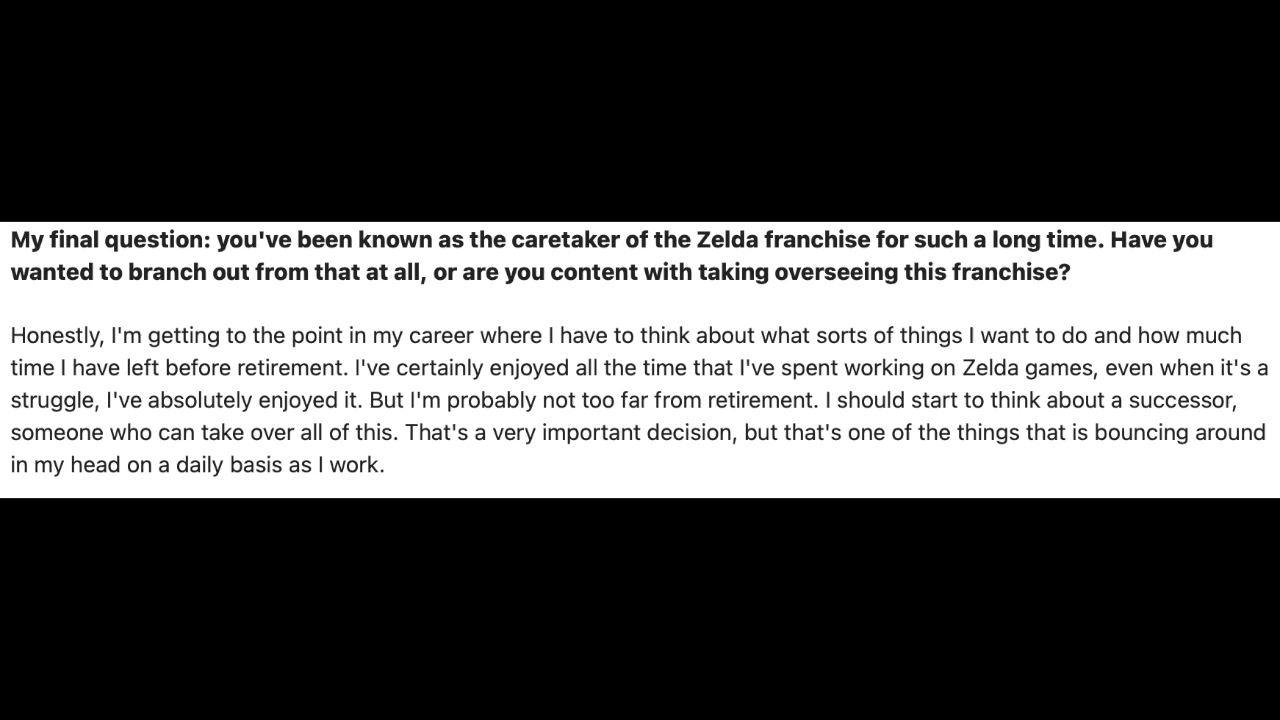 My final question: you've been known as the caretaker of the Zelda franchise for such a long time. Have you
wanted to branch out from that at all, or are you content with taking overseeing this franchise?
Honestly, I'm getting to the point in my career where I have to think about what sorts of things I want to do and how much
time I have left before retirement. I've certainly enjoyed all the time that I've spent working on Zelda games, even when it's a
struggle, I've absolutely enjoyed it. But I'm probably not too far from retirement. I should start to think about a successor,
someone who can take over all of this. That's a very important decision, but that's one of the things that is bouncing around
in my head on a daily basis as I work.